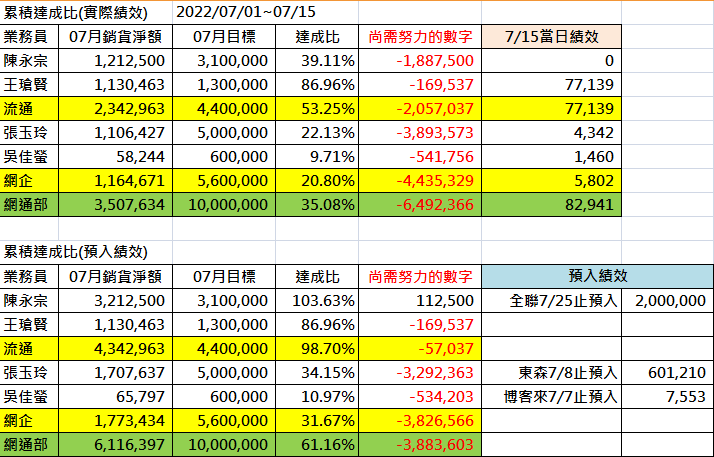 累積達成比(實際績效) 2022/07/01~07/15
業務員 07月銷貨淨額 07月目標 達成比 尚需努力的數字 7/15當日績效
陳永宗 1,212,500 3,100,000 39.11% -1,887,500 0
王瑲賢 1,130,463 1,300,000 86.96% -169,537 77,139
流通 2,342,963 4,400,000 53.25% -2,057,037 77,139
張玉玲 1,106,427 5,000,000 22.13% -3,893,573 4,342
吳佳螢 58,244 600,000 9.71% -541,756 1,460
網企 1,164,671 5,600,000 20.80% -4,435,329 5,802
網通部 3,507,634 10,000,000 35.08% -6,492,366 82,941
累積達成比(預入績效)
業務員 07月銷貨淨額 07月目標 達成比 尚需努力的數字 預入績效
陳永宗 3,212,500 3,100,000 103.63% 112,500 全聯7/25止預入 2,000,000
王瑲賢 1,130,463 1,300,000 86.96% -169,537
流通 4,342,963 4,400,000 98.70% -57,037
張玉玲 1,707,637 5,000,000 34.15% -3,292,363 東森7/8止預入 601,210
吳佳螢 65,797 600,000 10.97% -534,203 博客來7/7止預入 7,553
網企 1,773,434 5,600,000 31.67% -3,826,566
網通部 6,116,397 10,000,000 61.16% -3,883,603